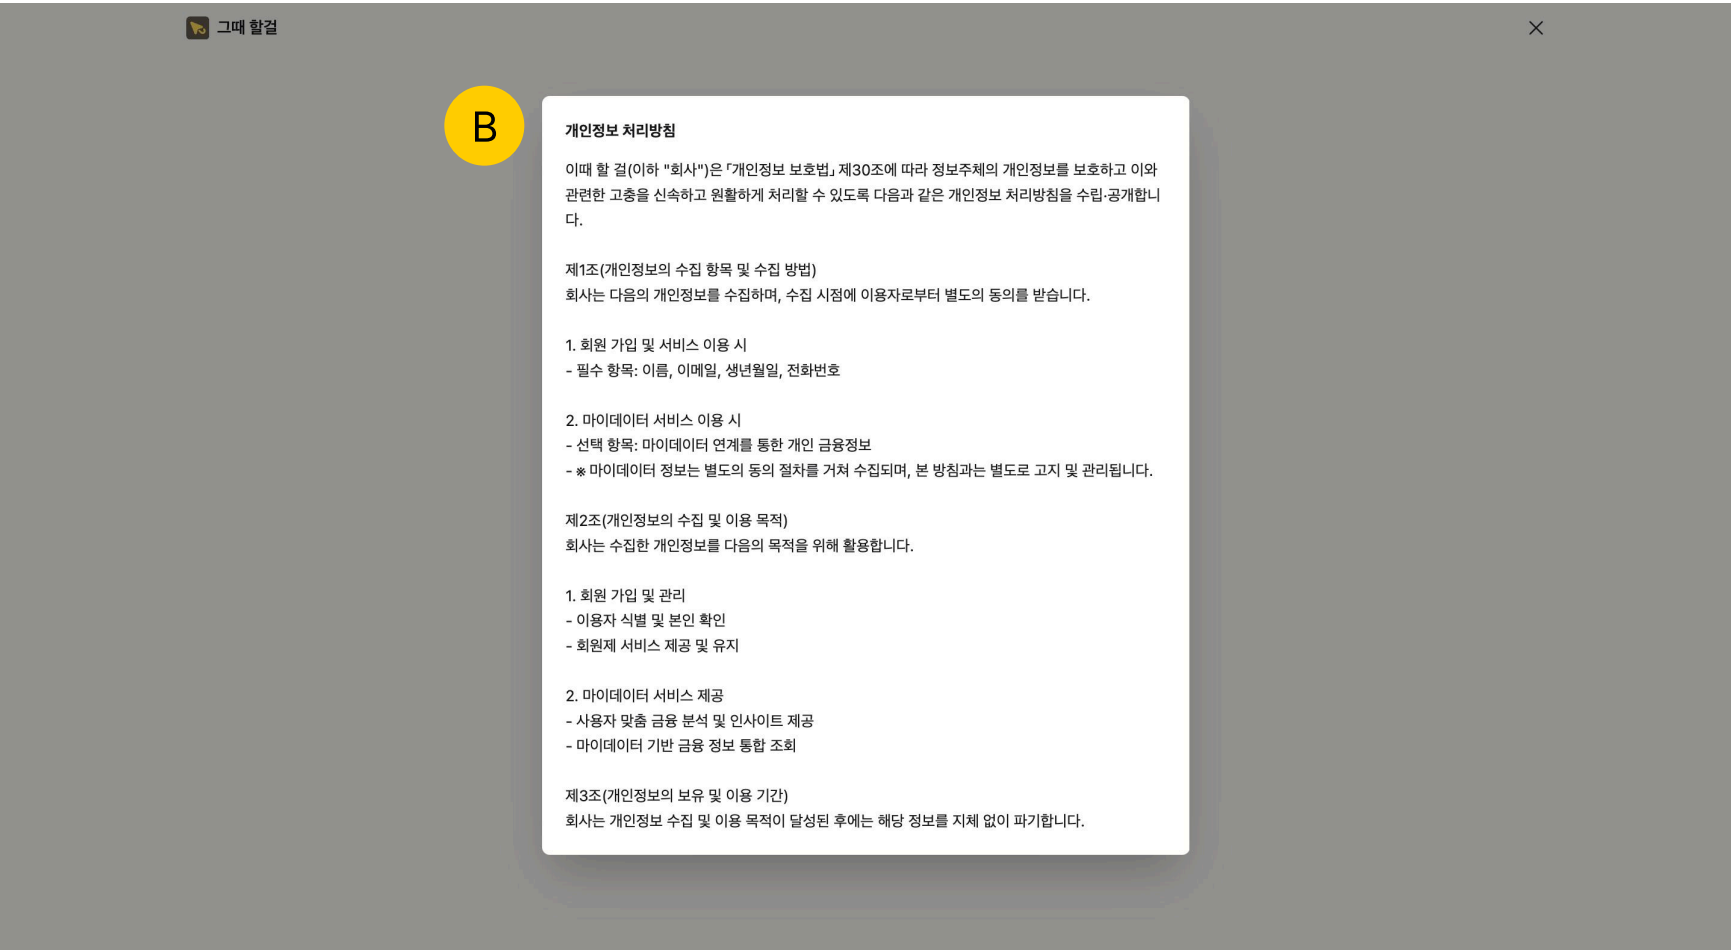 그때 할걸
B
개인정보 처리방침
이때 할 걸(이하 "회사")은 「개인정보 보호법」 제30조에 따라 정보주체의 개인정보를 보호하고 이와
관련한 고충을 신속하고 원활하게 처리할 수 있도록 다음과 같은 개인정보 처리방침을 수립·공개합니
다.
제1조(개인정보의 수집 항목 및 수집 방법)
회사는 다음의 개인정보를 수집하며, 수집 시점에 이용자로부터 별도의 동의를 받습니다.
1. 회원 가입 및 서비스 이용 시
- 필수 항목: 이름, 이메일, 생년월일, 전화번호
2. 마이데이터 서비스 이용 시
- 선택 항목: 마이데이터 연계를 통한 개인 금융정보
- ※ 마이데이터 정보는 별도의 동의 절차를 거쳐 수집되며, 본 방침과는 별도로 고지 및 관리됩니다.
제2조(개인정보의 수집 및 이용 목적)
회사는 수집한 개인정보를 다음의 목적을 위해 활용합니다.
1. 회원 가입 및 관리
- 이용자 식별 및 본인 확인
- 회원제 서비스 제공 및 유지
2. 마이데이터 서비스 제공
- 사용자 맞춤 금융 분석 및 인사이트 제공
- 마이데이터 기반 금융 정보 통합 조회
제3조(개인정보의 보유 및 이용 기간)
회사는 개인정보 수집 및 이용 목적이 달성된 후에는 해당 정보를 지체 없이 파기합니다.